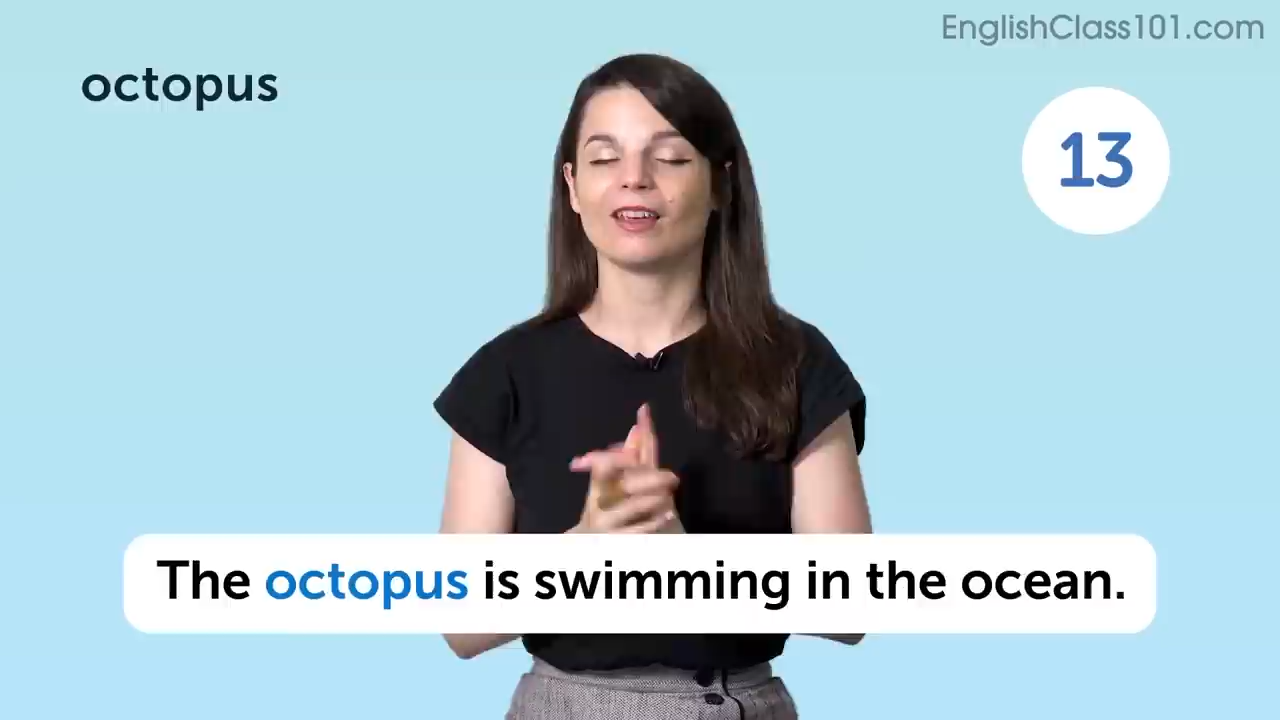 EnglishClass101.com
octopus
13
The octopus is swimming in the ocean.